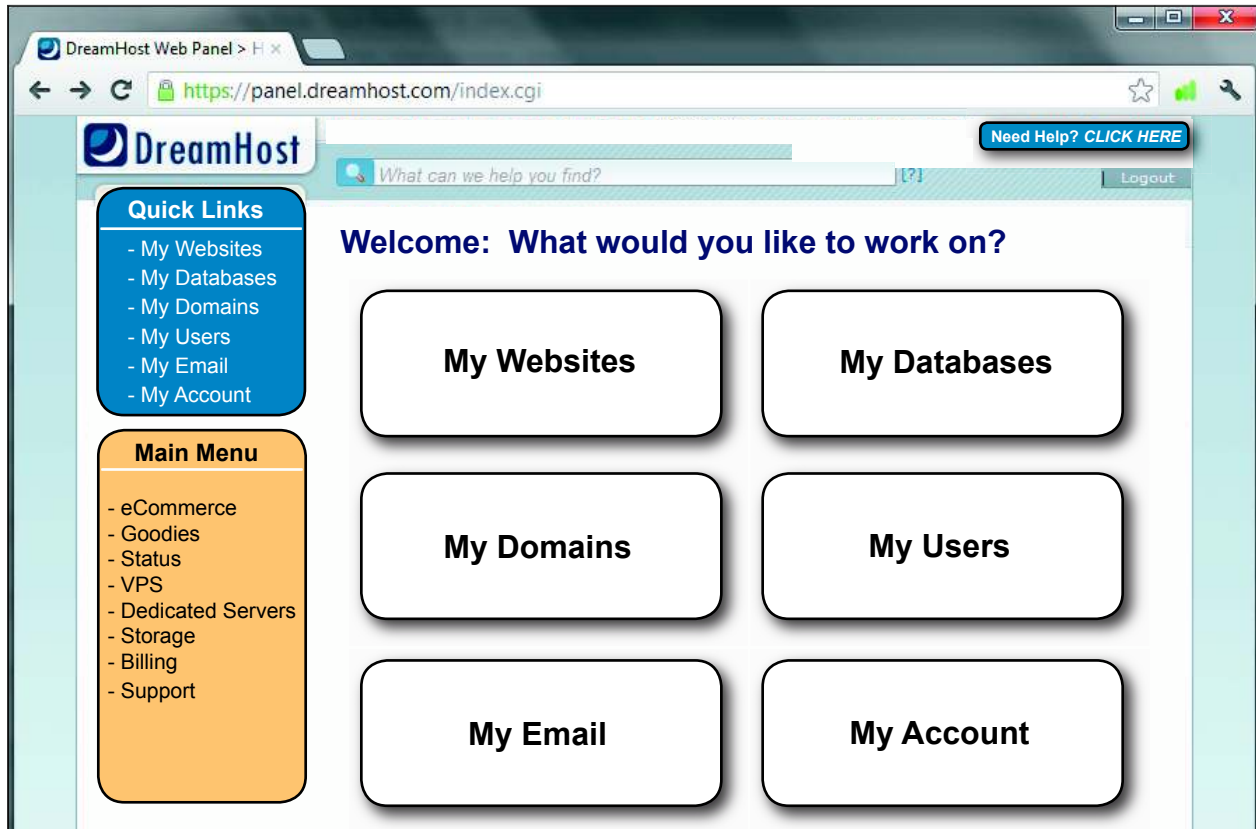 DreamHost Web Panel > H
https://panel.dreamhost.com/index.cgi
DreamHost
Need Help? CLICK HERE
What can we help you find?
[?]
Logout
Quick Links
- My Websites
- My Databases
- My Domains
- My Users
- My Email
- My Account
Main Menu
- eCommerce
- Goodies
- Status
- VPS
- Dedicated Servers
- Storage
- Billing
- Support
Welcome: What would you like to work on?
My Websites
My Databases
My Domains
My Users
My Email
My Account